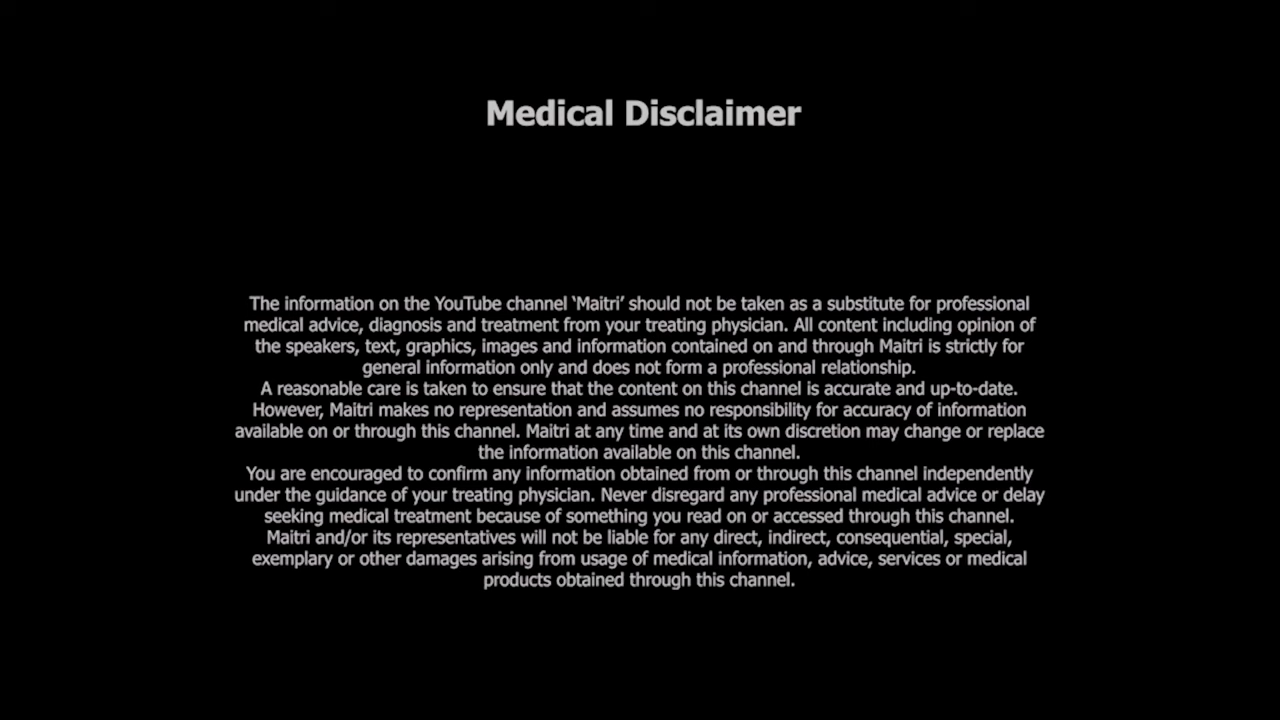 Medical Disclaimer
The information on the YouTube channel ‘Maitri’ should not be taken as a substitute for professional
medical advice, diagnosis and treatment from your treating physician. All content including opinion of
the speakers, text, graphics, images and information contained on and through Maitri is strictly for
general information only and does not form a professional relationship.
A reasonable care is taken to ensure that the content on this channel is accurate and up-to-date.
However, Maitri makes no representation and assumes no responsibility for accuracy of information
available on or through this channel. Maitri at any time and at its own discretion may change or replace
the information available on this channel.
You are encouraged to confirm any information obtained from or through this channel independently
under the guidance of your treating physician. Never disregard any professional medical advice or delay
seeking medical treatment because of something you read on or accessed through this channel.
Maitri and/or its representatives will not be liable for any direct, indirect, consequential, special,
exemplary or other damages arising from usage of medical information, advice, services or medical
products obtained through this channel.